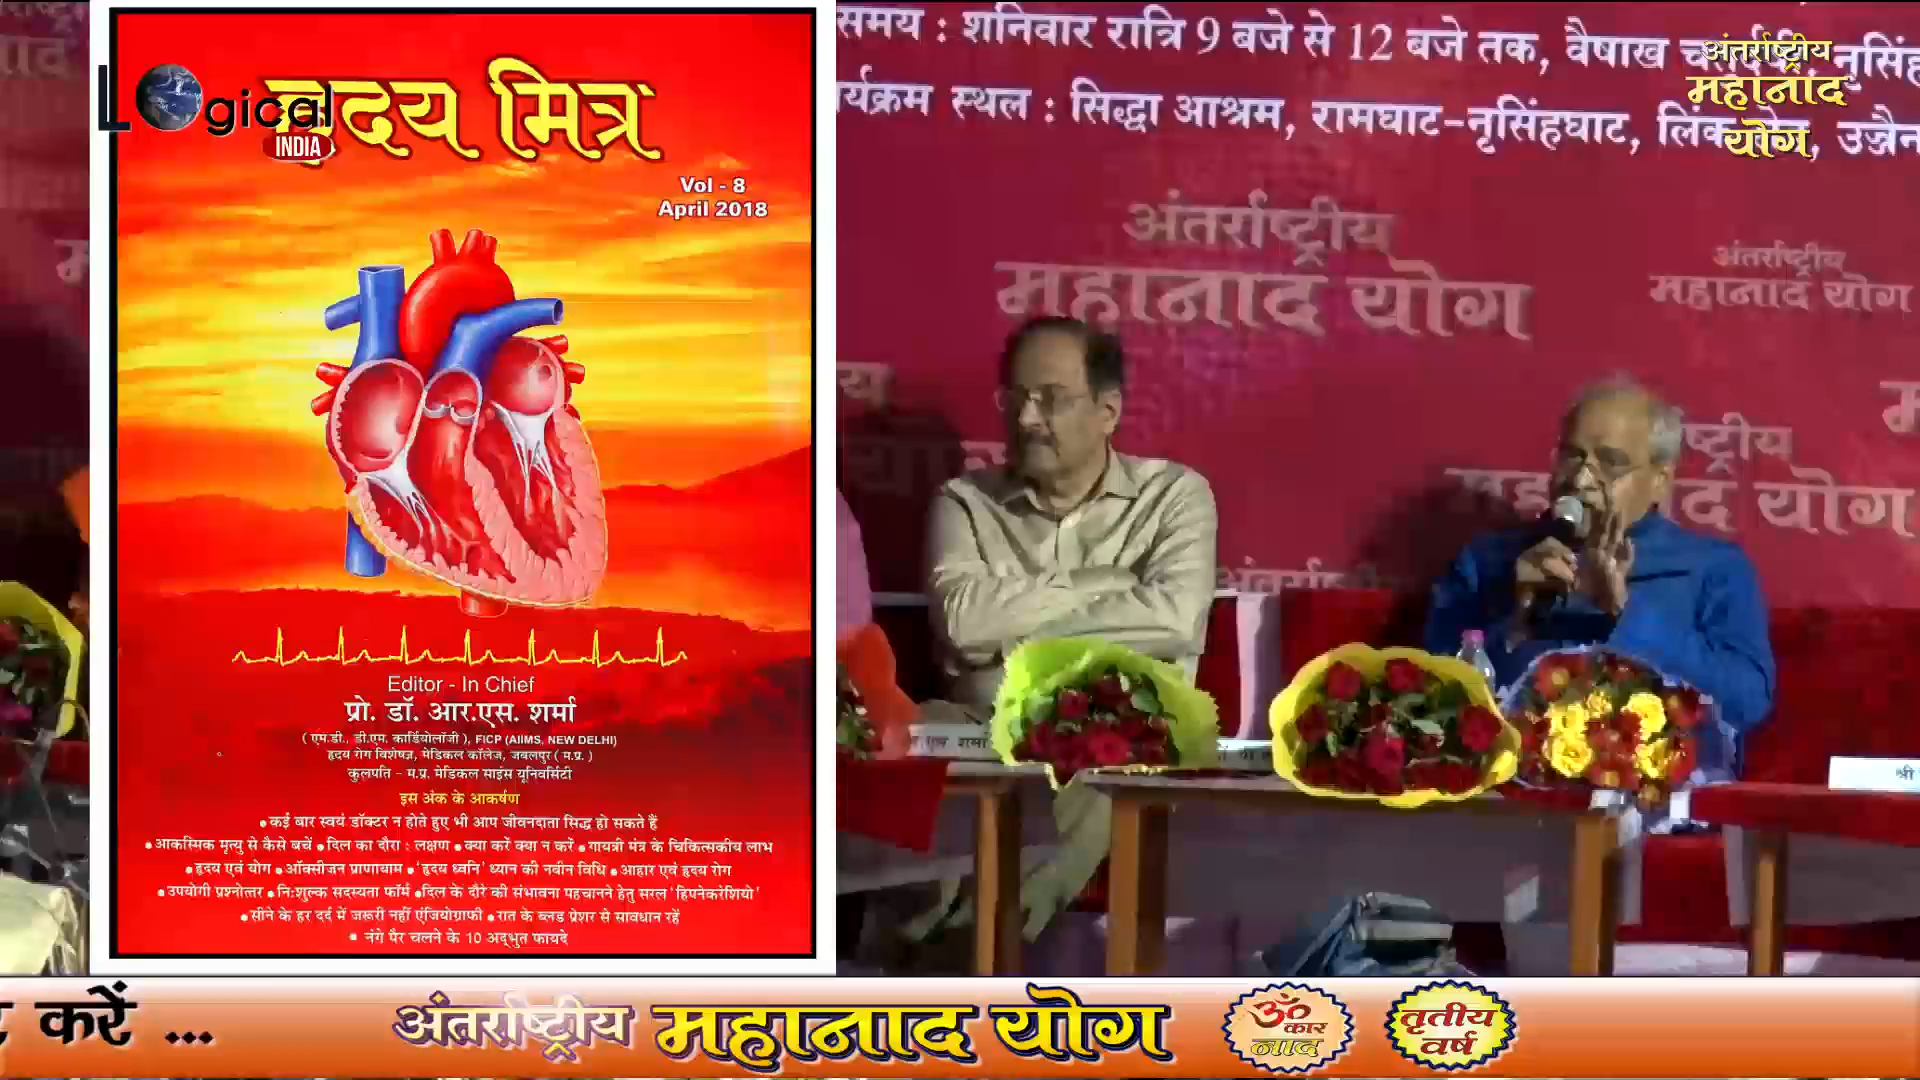 Logical
INDIA
हृदय मित्र
Vol - 8
April 2018
Editor - In Chief
प्रो. डॉ. आर.एस. शर्मा
( एम.डी., डी.एम. कार्डियोलॉजी ), FICP (AIIMS, NEW DELHI)
हृदय रोग विशेषज्ञ, मेडिकल कॉलेज, जबलपुर ( म.प्र. )
कुलपति - म.प्र. मेडिकल साइंस यूनिवर्सिटी
इस अंक के आकर्षण
• कई बार स्वयं डॉक्टर न होते हुए भी आप जीवनदाता सिद्ध हो सकते हैं
• आकस्मिक मृत्यु से कैसे बचें • दिल का दौरा : लक्षण • क्या करें क्या न करें • गायत्री मंत्र के चिकित्सकीय लाभ
• हृदय एवं योग • ऑक्सीजन प्राणायाम • 'हृदय ध्वनि' ध्यान की नवीन विधि • आहार एवं हृदय रोग
• उपयोगी प्रश्नोत्तर • नि:शुल्क सदस्यता फॉर्म • दिल के दौरे की संभावना पहचानने हेतु सरल 'हिपनेकरेशियो'
• सीने के हर दर्द में जरूरी नहीं एंजियोग्राफी • रात के ब्लड प्रेशर से सावधान रहें
• नंगे पैर चलने के 10 अद्भुत फायदे
समय : शनिवार रात्रि 9 बजे से 12 बजे तक, वैषाख
स्थल : सिद्धा आश्रम, रामघाट-नृसिंहघाट, लिंक उज्जैन
अंतर्राष्ट्रीय
महानाद
योग
अंतर्राष्ट्रीय
महानाद योग
अंतर्राष्ट्रीय
महानाद योग
योग
शर्मा
श्री
करें ...
अंतर्राष्ट्रीय महानाद योग
ॐ
कार
नाद
तृतीय
वर्ष